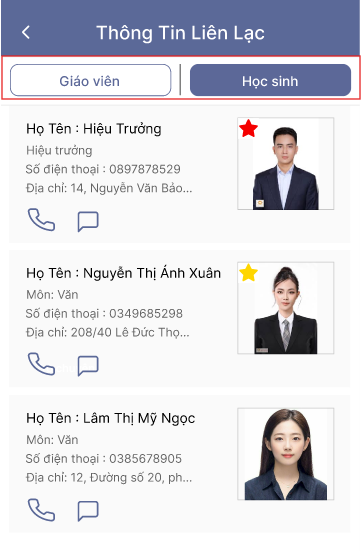 Thông Tin Liên Lạc
Giáo viên
Học sinh
Họ Tên : Hiệu Trưởng
Hiệu trưởng
Số điện thoại : 0897878529
Địa chỉ: 14, Nguyễn Văn Bảo...
Họ Tên : Nguyễn Thị Ánh Xuân
Môn: Văn
Số điện thoại : 0349685298
Địa chỉ: 208/40 Lê Đức Thọ...
Họ Tên : Lâm Thị Mỹ Ngọc
Môn: Văn
Số điện thoại : 0385678905
Địa chỉ: 12, Đường số 20, ph...